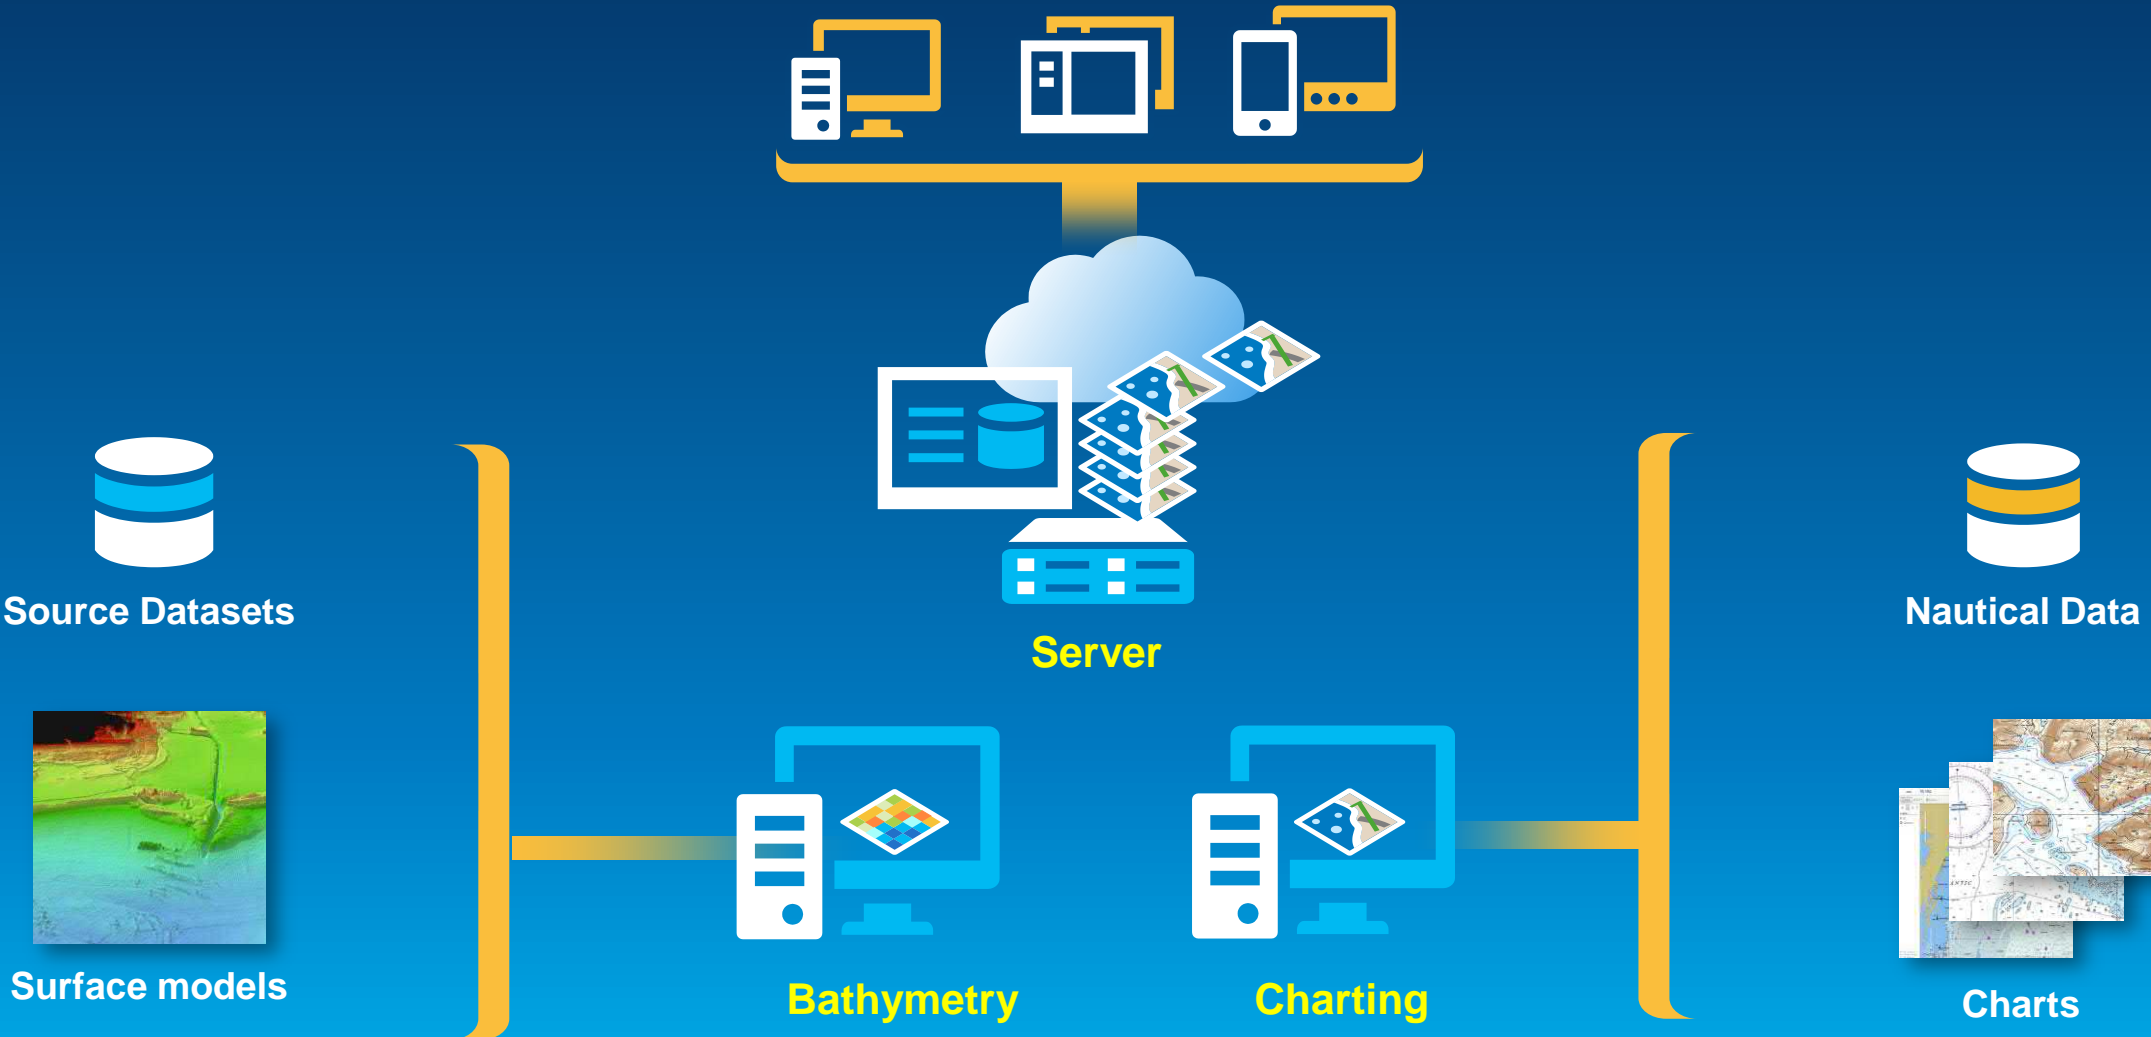 Source Datasets
Nautical Data
Server
Surface models
Bathymetry
Charting
Charts